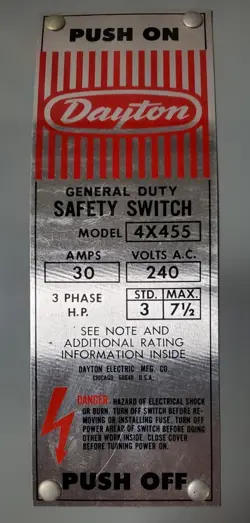 PUSH ON
Dayton
GENERAL DUTY
SAFETY SWITCH
MODEL 4X455
AMPS VOLTS A.C.
30 240
3 PHASE STD. MAX.
H.P. 3 7½
SEE NOTE AND
ADDITIONAL RATING
INFORMATION INSIDE
DAYTON ELECTRIC MFG. CO.
CHICAGO 60648 U.S.A.
DANGER: HAZARD OF ELECTRICAL SHOCK
OR BURN. TURN OFF SWITCH BEFORE RE-
MOVING OR INSTALLING FUSE. TURN OFF
POWER AHEAD OF SWITCH BEFORE DOING
OTHER WORK INSIDE. CLOSE COVER
BEFORE TURNING POWER ON.
PUSH OFF